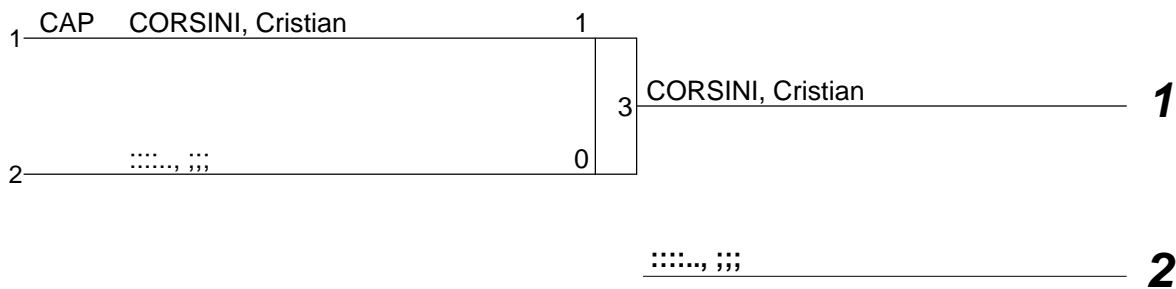 1 CAP CORSINI, Cristian 1
3 CORSINI, Cristian 1
2 ::::.., ;;; 0
::::.., ;;; 2